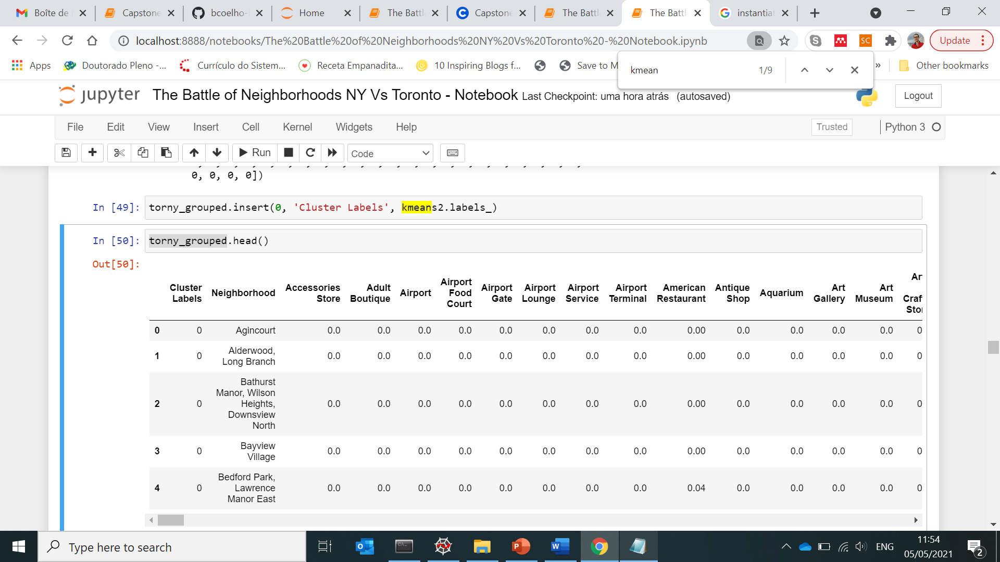 Boîte de
Capstone
bcoelho-
Home
The Battl
Capstone
The Battl
The Battl
instantiat
localhost:8888/notebooks/The%20Battle%20of%20Neighborhoods%20NY%20Vs%20Toronto%20-%20Notebook.ipynb
SC
Update
Apps
Doutorado Pleno -...
Currículo do Sistem...
Receta Empanadita...
10 Inspiring Blogs f...
Save to M
»
Other bookmarks
kmean
1/9
jupyter
The Battle of Neighborhoods NY Vs Toronto - Notebook Last Checkpoint: uma hora atrás (autosaved)
Logout
File Edit View Insert Cell Kernel Widgets Help
Trusted
Python 3
Run
Code
0, 0, 0, 0])
In [49]: torny_grouped.insert(0, 'Cluster Labels', kmeans2.labels_)
In [50]: torny_grouped.head()
Out[50]:
Cluster Labels Neighborhood Accessories Store Adult Boutique Airport Airport Food Court Airport Gate Airport Lounge Airport Service Airport Terminal American Restaurant Antique Shop Aquarium Art Gallery Art Museum Ar Craf Sto
0 0 Agincourt 0.0 0.0 0.0 0.0 0.0 0.0 0.0 0.0 0.00 0.0 0.0 0.0 0.0 0
1 0 Alderwood, Long Branch 0.0 0.0 0.0 0.0 0.0 0.0 0.0 0.0 0.00 0.0 0.0 0.0 0.0 0
2 0 Bathurst Manor, Wilson Heights, Downsview North 0.0 0.0 0.0 0.0 0.0 0.0 0.0 0.0 0.00 0.0 0.0 0.0 0.0 0
3 0 Bayview Village 0.0 0.0 0.0 0.0 0.0 0.0 0.0 0.0 0.00 0.0 0.0 0.0 0.0 0
4 0 Bedford Park, Lawrence Manor East 0.0 0.0 0.0 0.0 0.0 0.0 0.0 0.0 0.04 0.0 0.0 0.0 0.0 0
Type here to search
ENG
11:54
05/05/2021
2